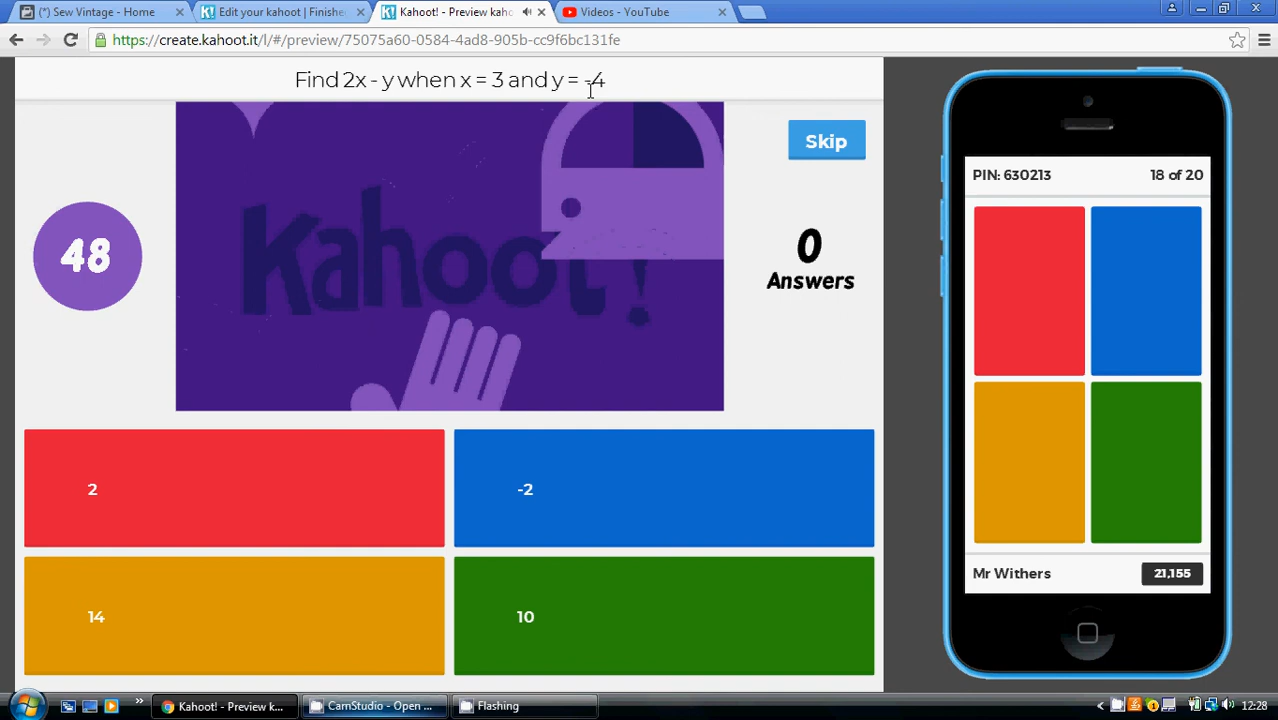 (*) Sew Vintage - Home
Edit your kahoot | Finisher
Kahoot! - Preview kaho
Videos - YouTube
https://create.kahoot.it/l/#/preview/75075a60-0584-4ad8-905b-cc9f6bc131fe
Find 2x - y when x = 3 and y = -4
Skip
PIN: 630213
18 of 20
48
Kahoot!
0
Answers
2
-2
14
10
Mr Withers
21,155
Kahoot! - Preview k...
CamStudio - Open ...
Flashing
12:28